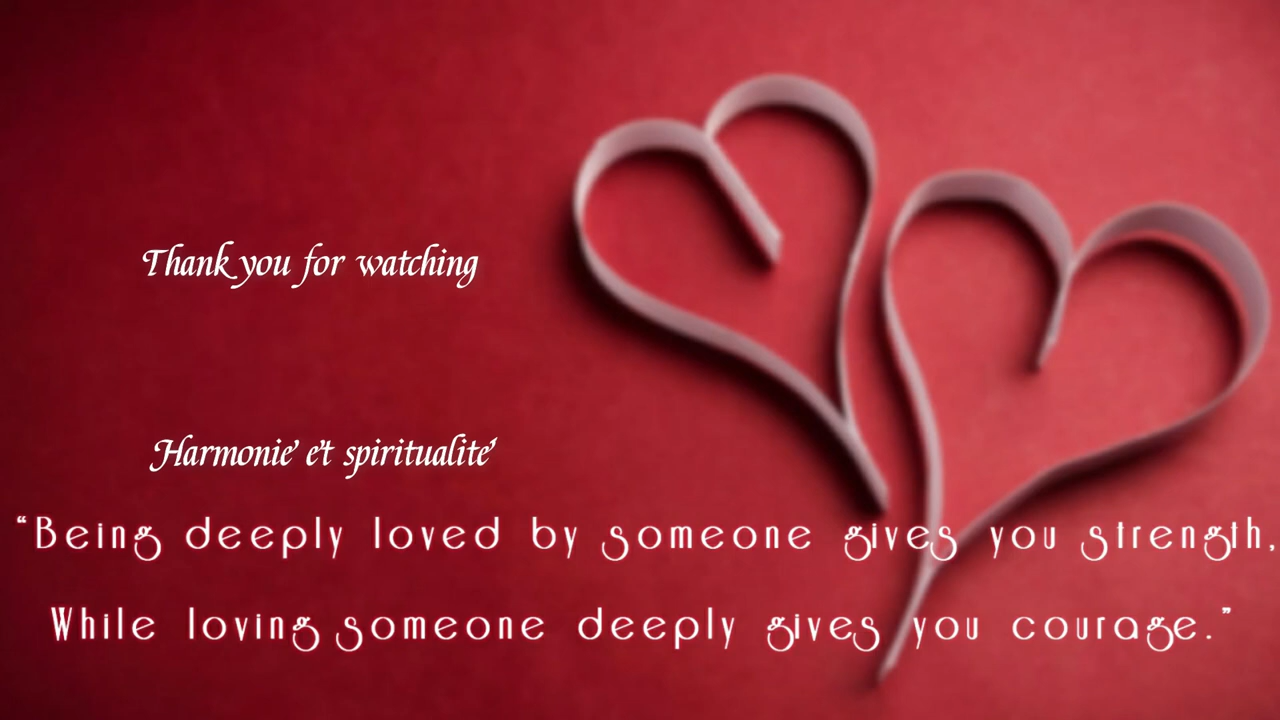 Thank you for watching
Harmonie et spiritualité
“Being deeply loved by someone gives you strength,
While loving someone deeply gives you courage.”